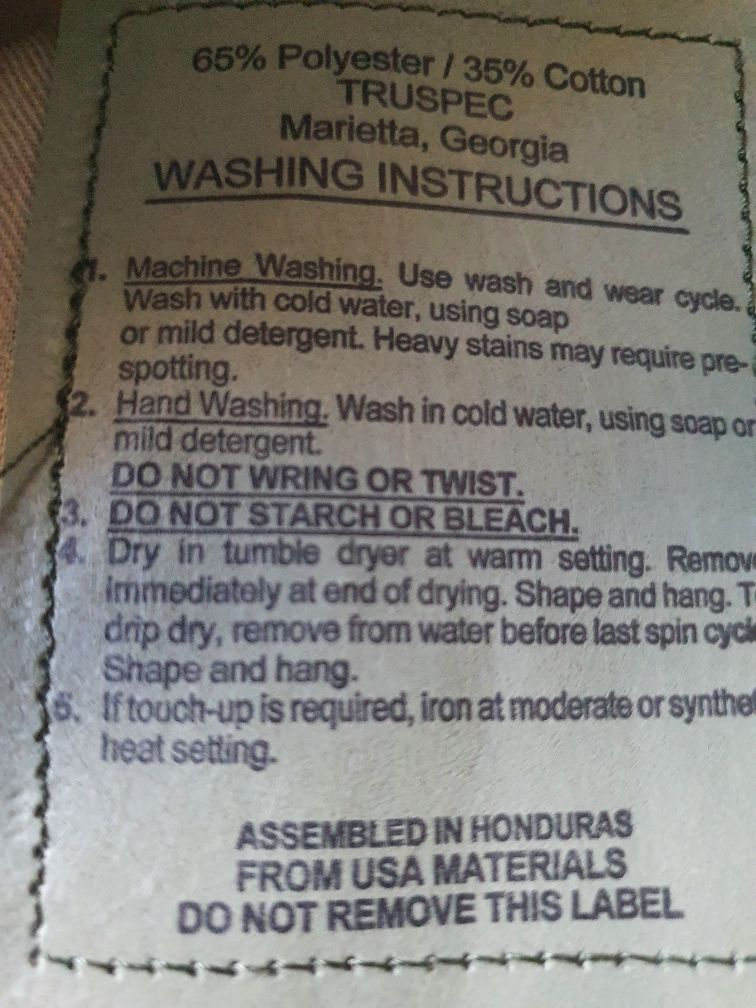 65% Polyester / 35% Cotton
TRUSPEC
Marietta, Georgia
WASHING INSTRUCTIONS
1. Machine Washing. Use wash and wear cycle.
Wash with cold water, using soap
or mild detergent. Heavy stains may require pre-
spotting.
2. Hand Washing. Wash in cold water, using soap or
mild detergent.
DO NOT WRING OR TWIST.
3. DO NOT STARCH OR BLEACH.
4. Dry in tumble dryer at warm setting. Remov
immediately at end of drying. Shape and hang. T
drip dry, remove from water before last spin cycl
Shape and hang.
5. If touch-up is required, iron at moderate or synthe
heat setting.
ASSEMBLED IN HONDURAS
FROM USA MATERIALS
DO NOT REMOVE THIS LABEL